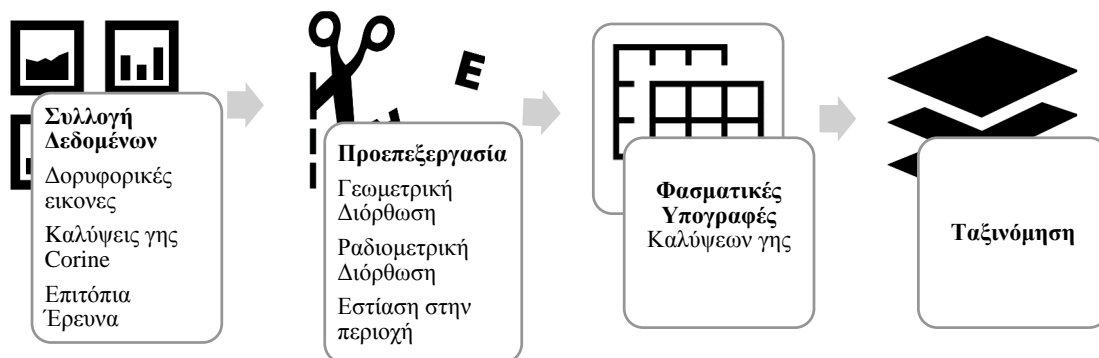 E
Συλλογή
Δεδομένων
Δορυφορικές
εικονες
Καλύψεις γης
Corine
Επιτόπια
Έρευνα
Προεπεξεργασία
Γεωμετρική
Διόρθωση
Ραδιομετρική
Διόρθωση
Εστίαση στην
περιοχή
Φασματικές
Υπογραφές
Καλύψεων γης
Ταξινόμηση